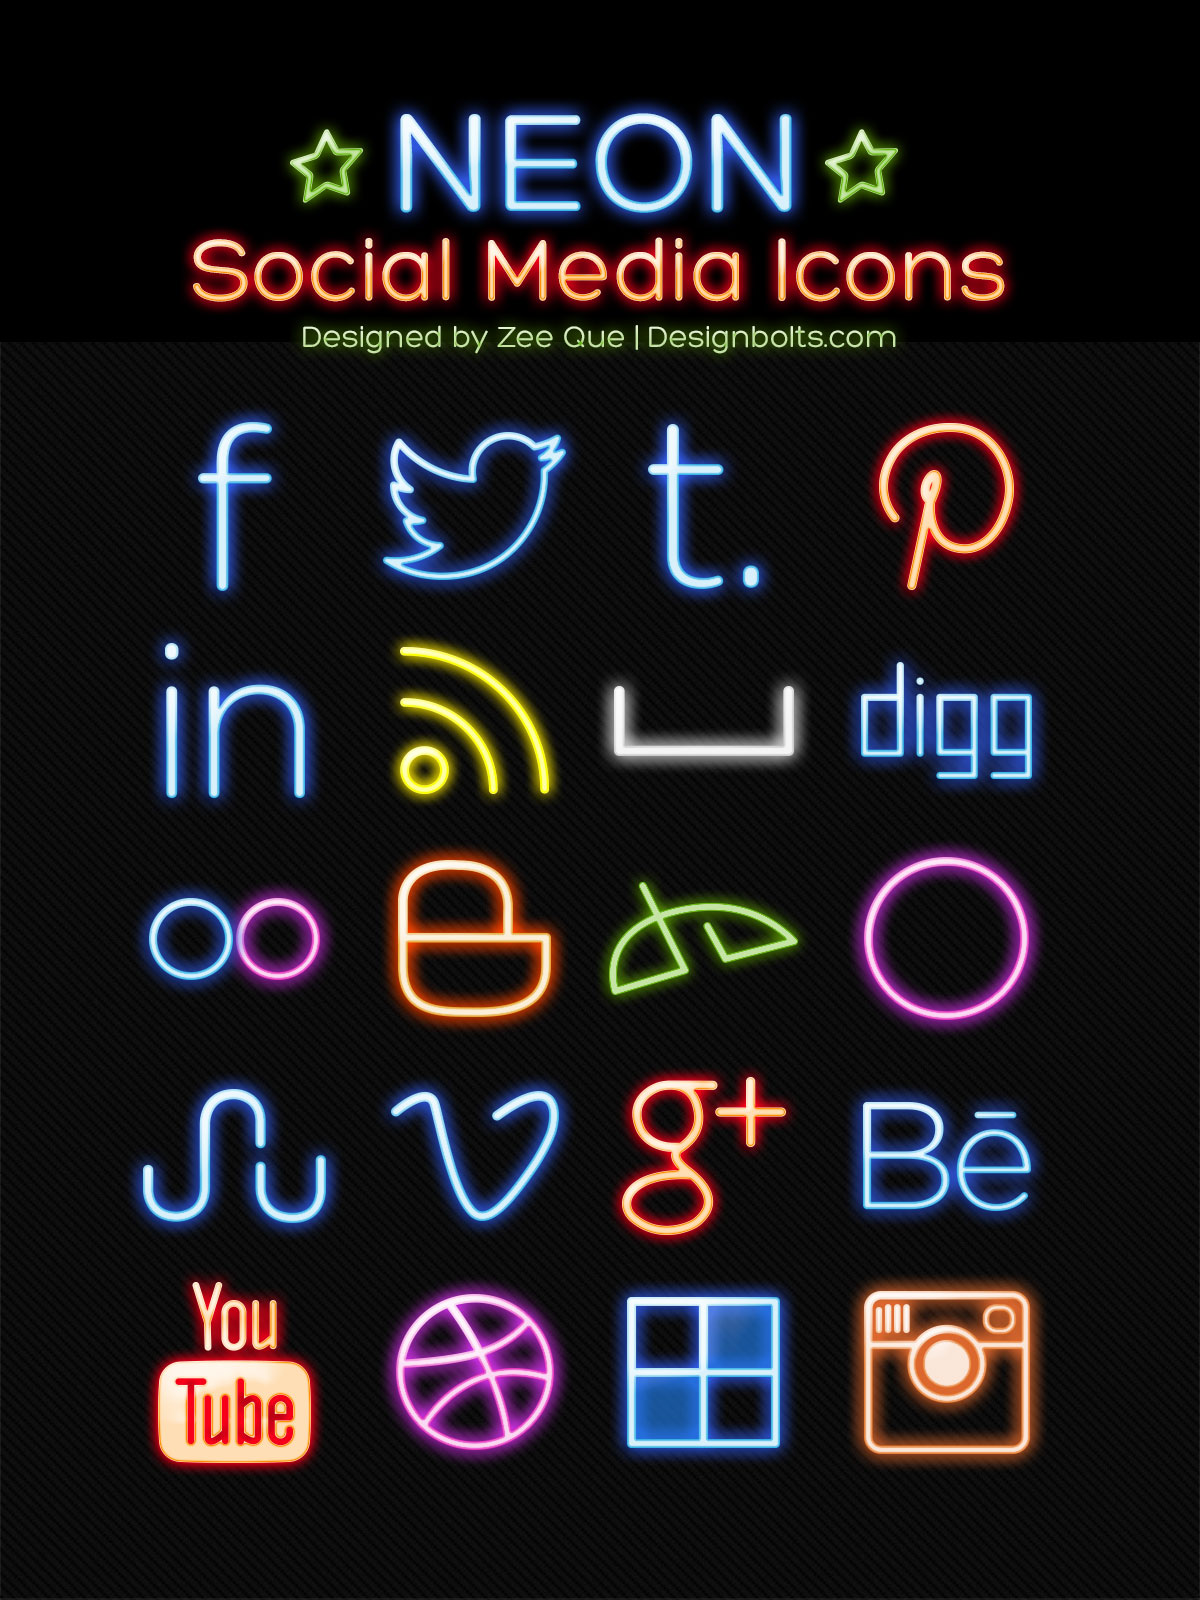 NEON
Social Media Icons
Designed by Zee Que | Designbolts.com
f
t.
in
digg
g+
Bē
You
Tube